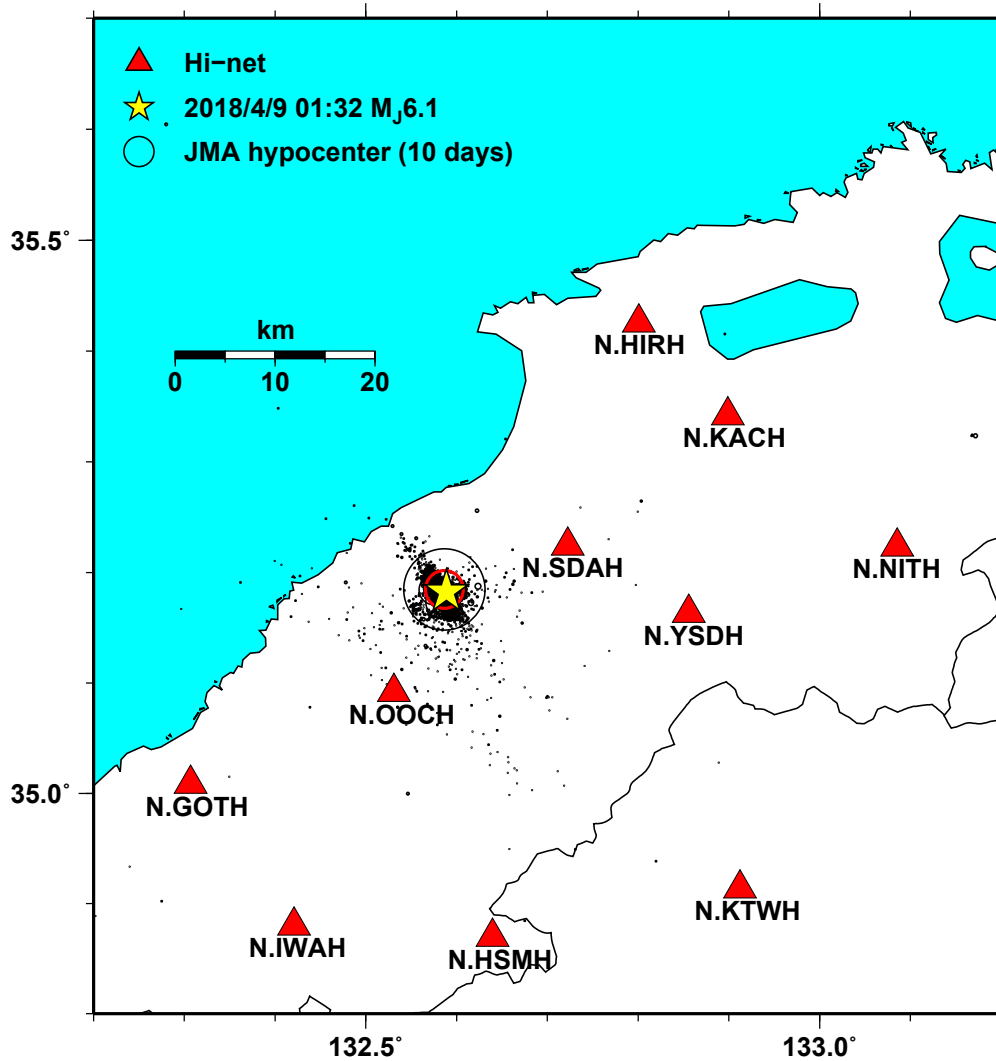 Hi−net
2018/4/9 01:32 MJ6.1
JMA hypocenter (10 days)
35.5˚
km
0 10 20
N.HIRH
N.KACH
N.SDAH
N.NITH
N.YSDH
N.OOCH
35.0˚
N.GOTH
N.KTWH
N.IWAH
N.HSMH
132.5˚
133.0˚